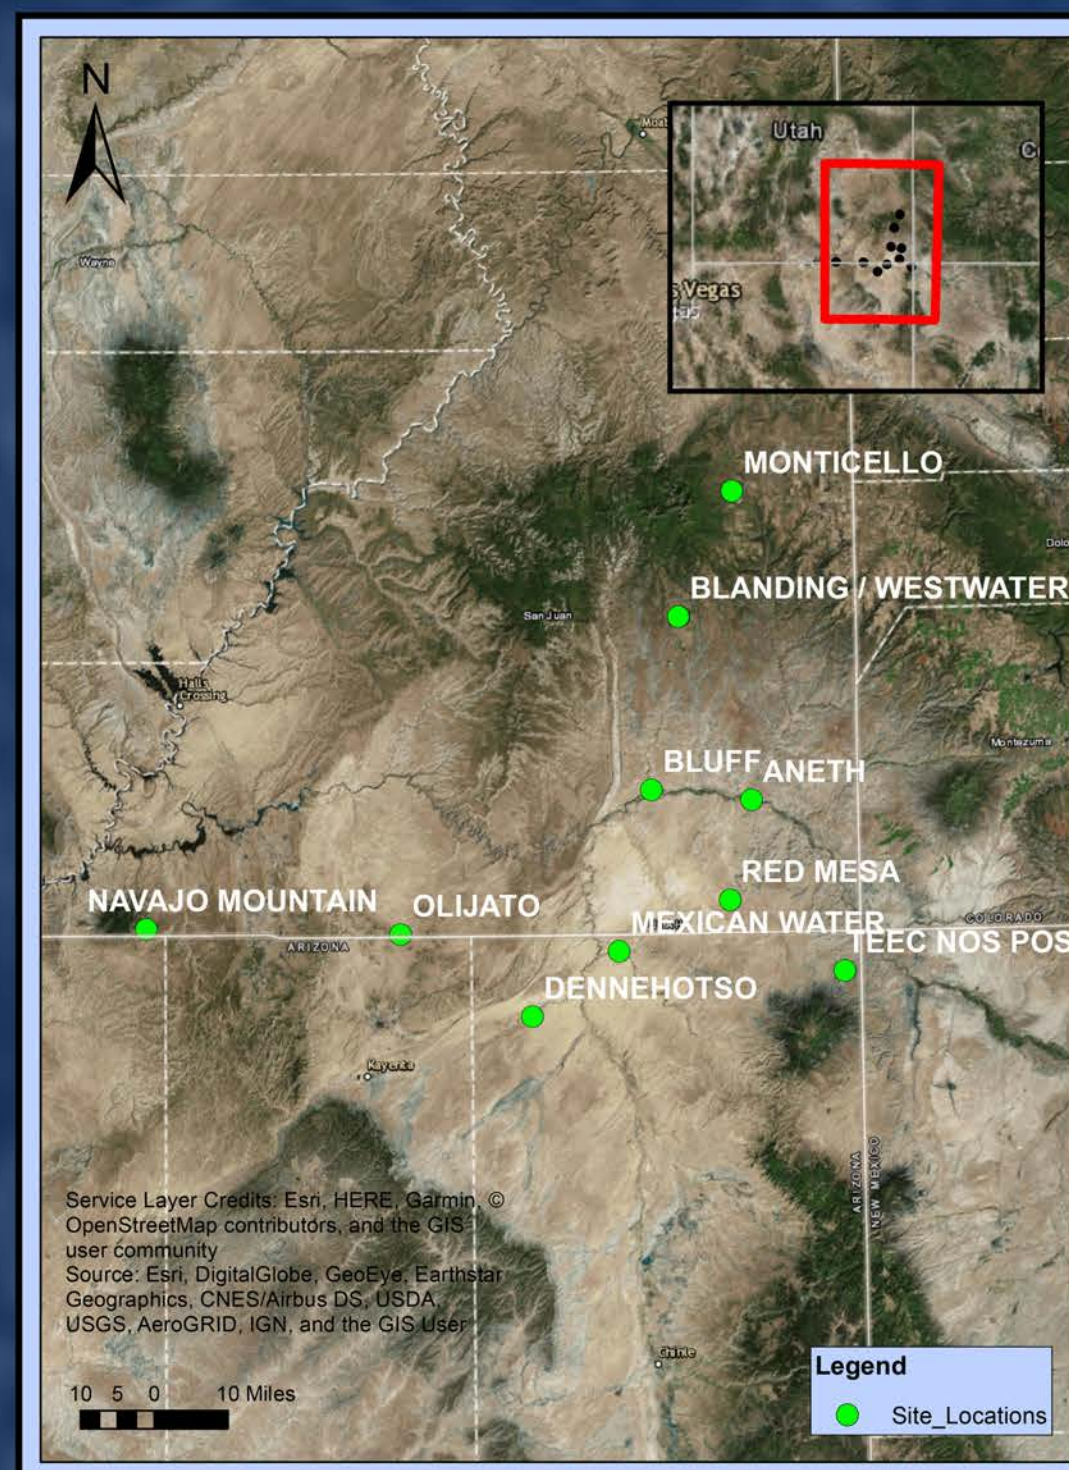 N
Utah
Vegas
Wayne
MONTICELLO
BLANDING / WESTWATER
San Juan
Halls
Crossing
Montezuma
BLUFF
ANETH
RED MESA
NAVAJO MOUNTAIN
OLIJATO
MEXICAN WATER
COLORADO
ARIZONA
TEEC NOS POS
DENNEHOTSO
Kayenta
ARIZONA
NEW MEXICO
Service Layer Credits: Esri, HERE, Garmin, ©
OpenStreetMap contributors, and the GIS
user community
Source: Esri, DigitalGlobe, GeoEye, Earthstar
Geographics, CNES/Airbus DS, USDA,
USGS, AeroGRID, IGN, and the GIS User
Chinle
10 5 0 10 Miles
Legend
Site_Locations